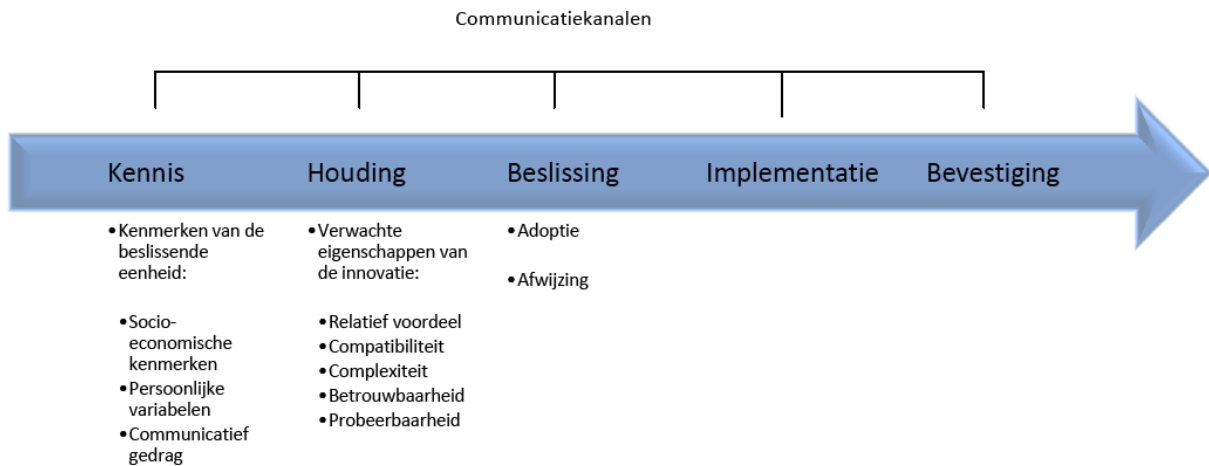 Communicatiekanalen
Kennis
Houding
Beslissing
Implementatie
Bevestiging
•Kenmerken van de
beslissende
eenheid:
•Socio-
economische
kenmerken
•Persoonlijke
variabelen
•Communicatief
gedrag
•Verwachte
eigenschappen van
de innovatie:
•Relatief voordeel
•Compatibiliteit
•Complexiteit
•Betrouwbaarheid
•Probeerbaarheid
•Adoptie
•Afwijzing